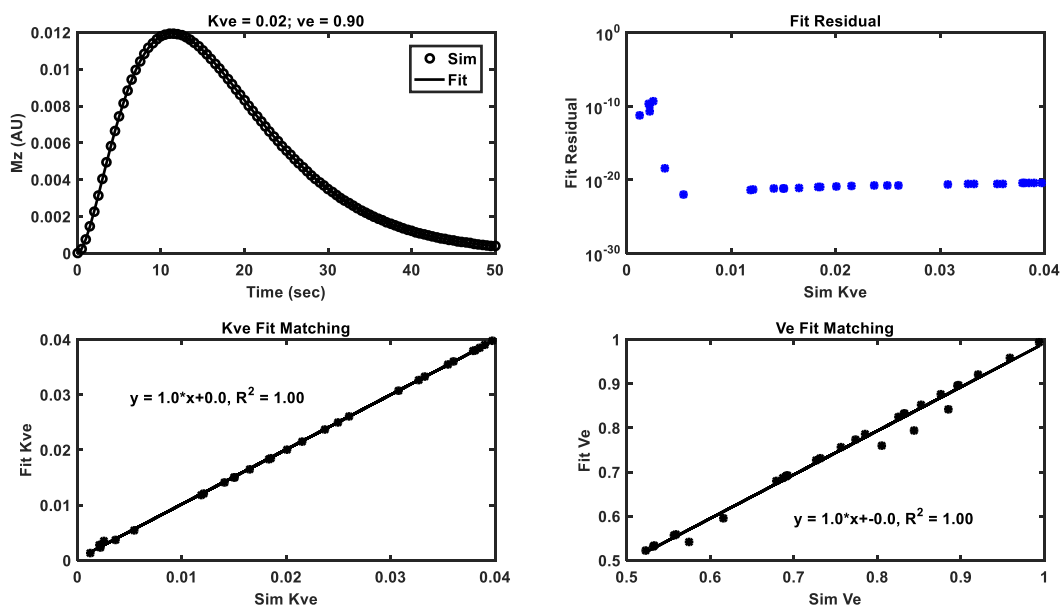 Kve = 0.02; ve = 0.90
0.012
0.01
0.008
0.006
0.004
0.002
0
Mz (AU)
Sim
Fit
0 10 20 30 40 50
Time (sec)
Fit Residual
10^0
10^-10
10^-20
10^-30
Fit Residual
0 0.01 0.02 0.03 0.04
Sim Kve
Kve Fit Matching
0.04
0.03
0.02
0.01
0
Fit Kve
y = 1.0*x+0.0, R^2 = 1.00
0 0.01 0.02 0.03 0.04
Sim Kve
Ve Fit Matching
1
0.9
0.8
0.7
0.6
0.5
Fit Ve
y = 1.0*x+-0.0, R^2 = 1.00
0.5 0.6 0.7 0.8 0.9 1
Sim Ve